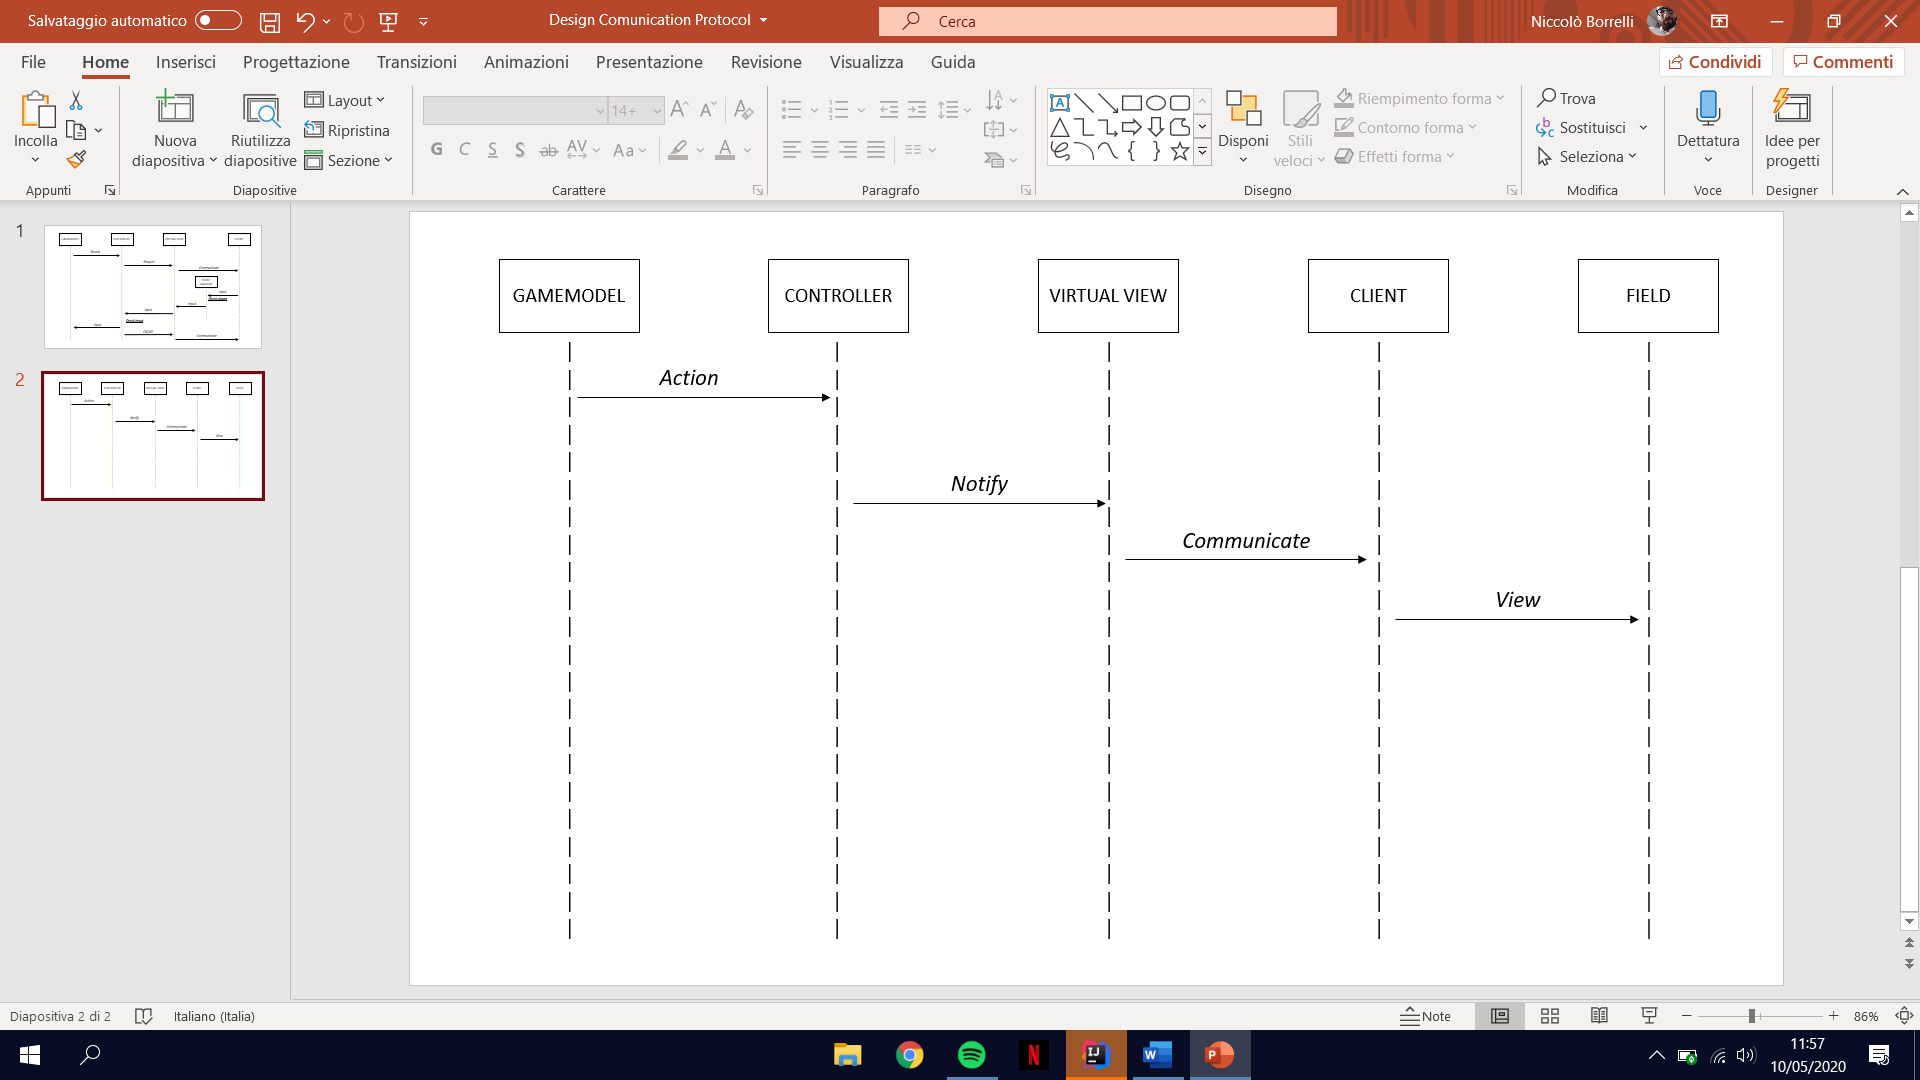 Salvataggio automatico
Design Comunication Protocol
Cerca
Niccolò Borrelli
File
Home
Inserisci
Progettazione
Transizioni
Animazioni
Presentazione
Revisione
Visualizza
Guida
Condividi
Commenti
Incolla
Appunti
Nuova
diapositiva
Riutilizza
diapositive
Layout
Ripristina
Sezione
Diapositive
14+
G C S S ab AV Aa A
Carattere
Paragrafo
Disponi
Stili
veloci
Riempimento forma
Contorno forma
Effetti forma
Disegno
Trova
Sostituisci
Seleziona
Modifica
Dettatura
Voce
Idee per
progetti
Designer
1
2
GAMEMODEL
CONTROLLER
VIRTUAL VIEW
CLIENT
FIELD
Action
Notify
Communicate
View
Diapositiva 2 di 2
Italiano (Italia)
Note
86%
11:57
10/05/2020